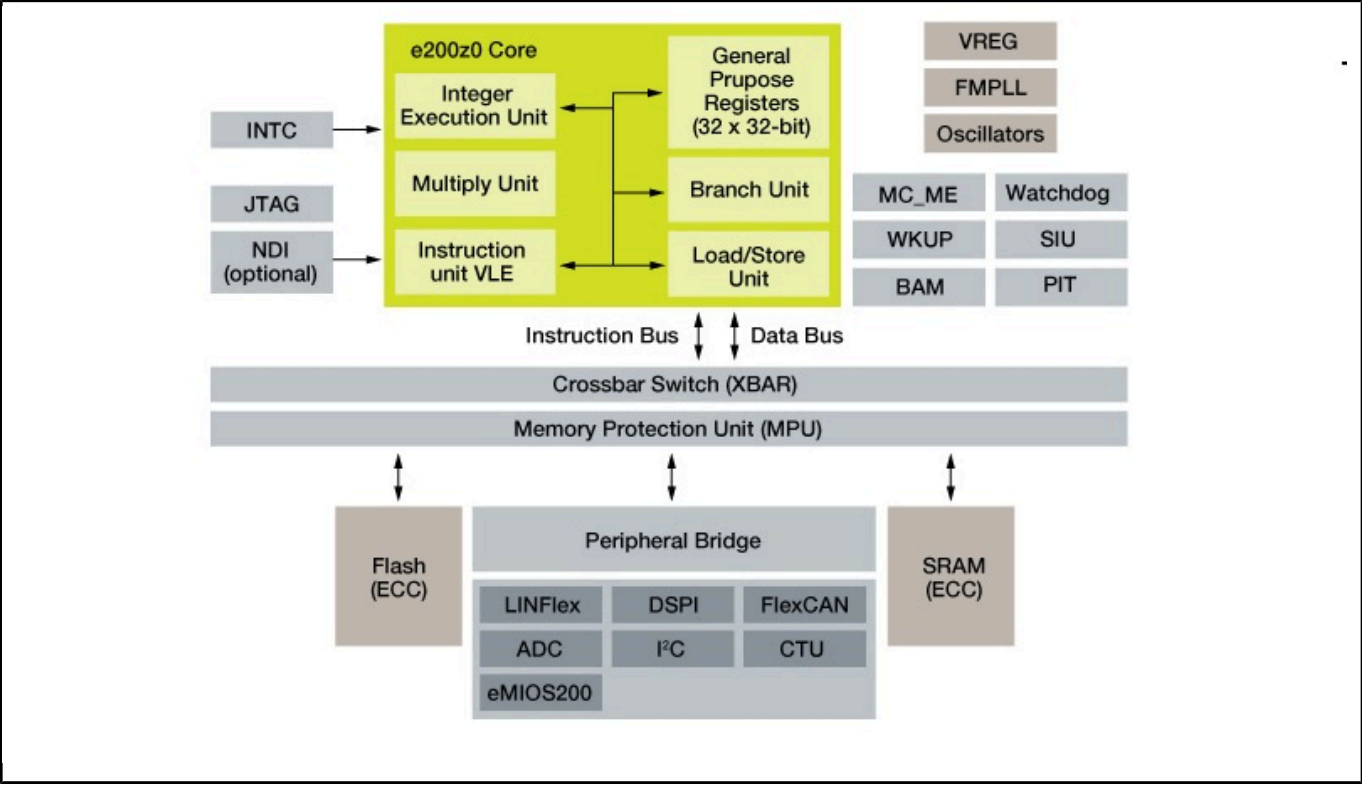 e200z0 Core
Integer
Execution Unit
Multiply Unit
Instruction
unit VLE
General
Prupose
Registers
(32 x 32-bit)
Branch Unit
Load/Store
Unit
INTC
JTAG
NDI
(optional)
VREG
FMPLL
Oscillators
MC_ME
Watchdog
WKUP
SIU
BAM
PIT
Instruction Bus
Data Bus
Crossbar Switch (XBAR)
Memory Protection Unit (MPU)
Flash
(ECC)
Peripheral Bridge
LINFlex
DSPI
FlexCAN
ADC
I²C
CTU
eMIOS200
SRAM
(ECC)